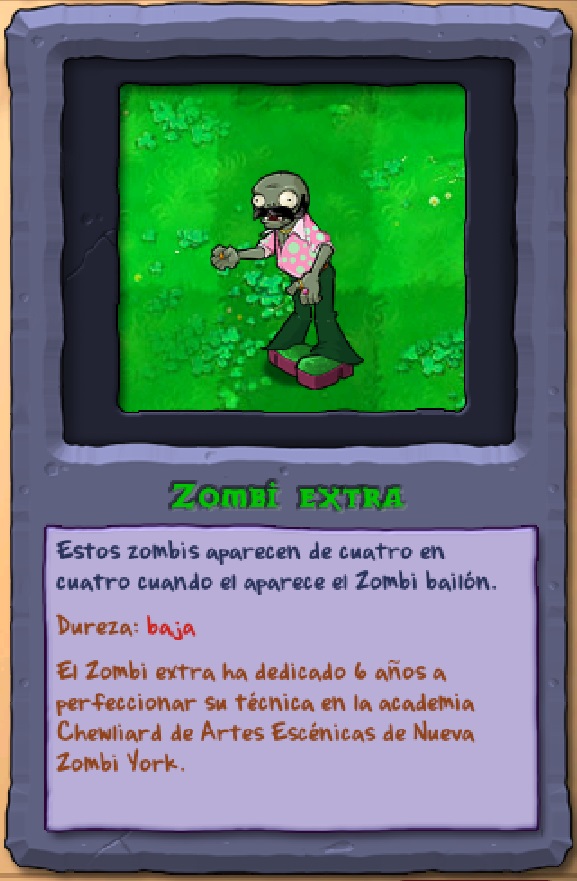 Zombi extra
Estos zombis aparecen de cuatro en
cuatro cuando el aparece el Zombi bailón.
Dureza: baja
El Zombi extra ha dedicado 6 años a
perfeccionar su técnica en la academia
Chewliard de Artes Escénicas de Nueva
Zombi York.